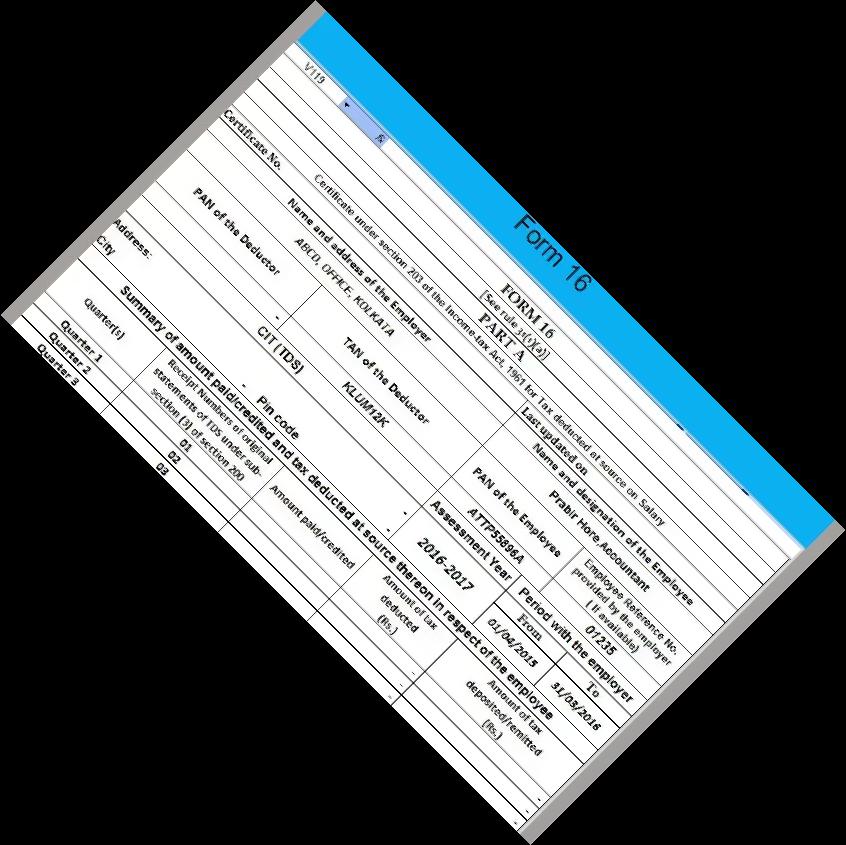 Form 16
V119
fx
FORM 16
[See rule 31(1)(a)]
PART A
Certificate under section 203 of the Income-tax Act, 1961 for Tax deducted at source on Salary
Certificate No.
Last updated on
Name and address of the Employer
Name and designation of the Employee
ABCD, OFFICE, KOLKATA
Prabir Hore,Accountant
PAN of the Deductor
TAN of the Deductor
PAN of the Employee
Employee Reference No.
provided by the employer
( If available)
-
KLUM12K
ATTP55896A
01235
CIT (TDS)
Assessment Year
Period with the employer
Address:
-
2016-2017
From
To
City
-
Pin code
-
01/04/2015
31/03/2016
Summary of amount paid/credited and tax deducted at source thereon in respect of the employee
Quarter(s)
Receipt Numbers of original
statements of TDS under sub-
section (3) of section 200
Amount paid/credited
Amount of tax
deducted
(Rs.)
Amount of tax
deposited/remitted
(Rs.)
Quarter 1
01
-
-
Quarter 2
02
-
-
Quarter 3
03
-
-